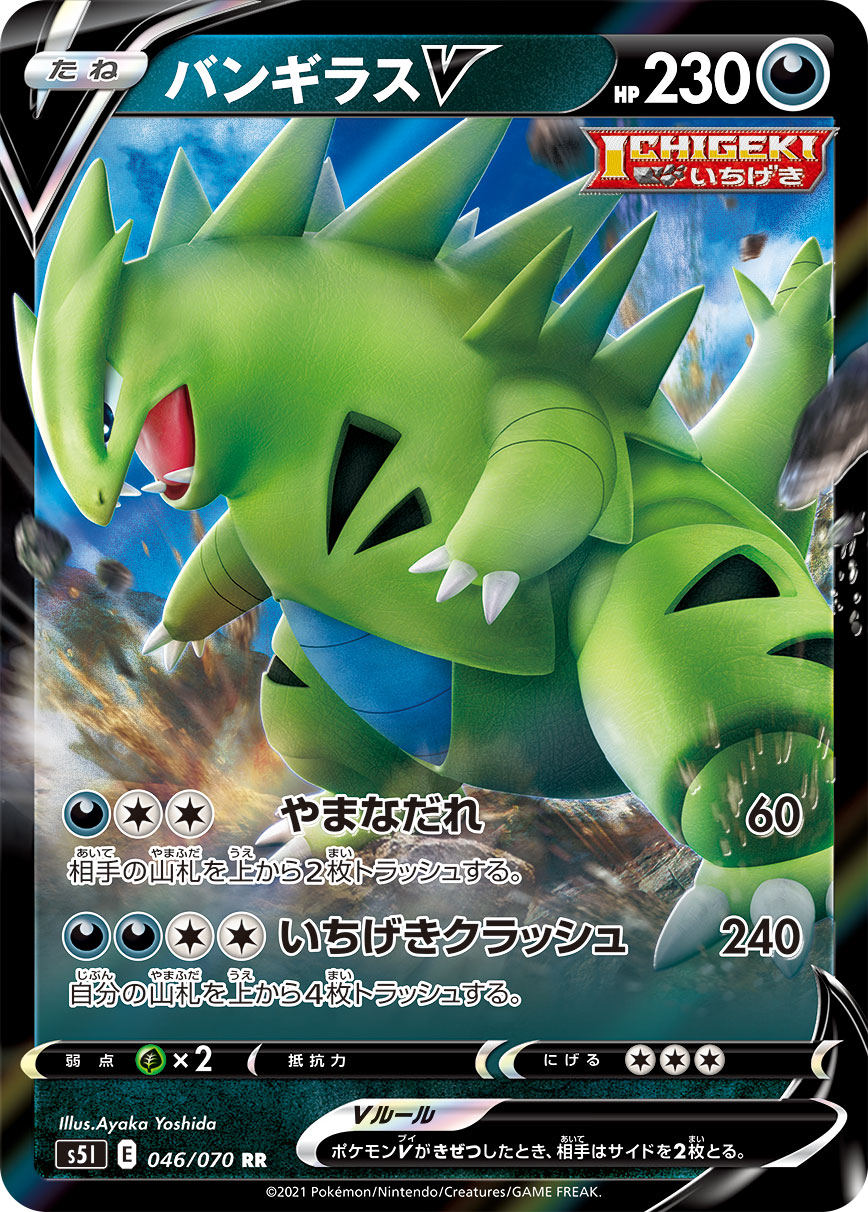 たね
バンギラスV
HP 230
ICHIGEKI
いちげき
やまなだれ 60
相手の山札を上から2枚トラッシュする。
いちげきクラッシュ 240
自分の山札を上から4枚トラッシュする。
弱点 ×2 抵抗力 にげる
Illus.Ayaka Yoshida
Vルール
ポケモンVがきぜつしたとき、相手はサイドを2枚とる。
s5I E 046/070 RR
©2021 Pokémon/Nintendo/Creatures/GAME FREAK.